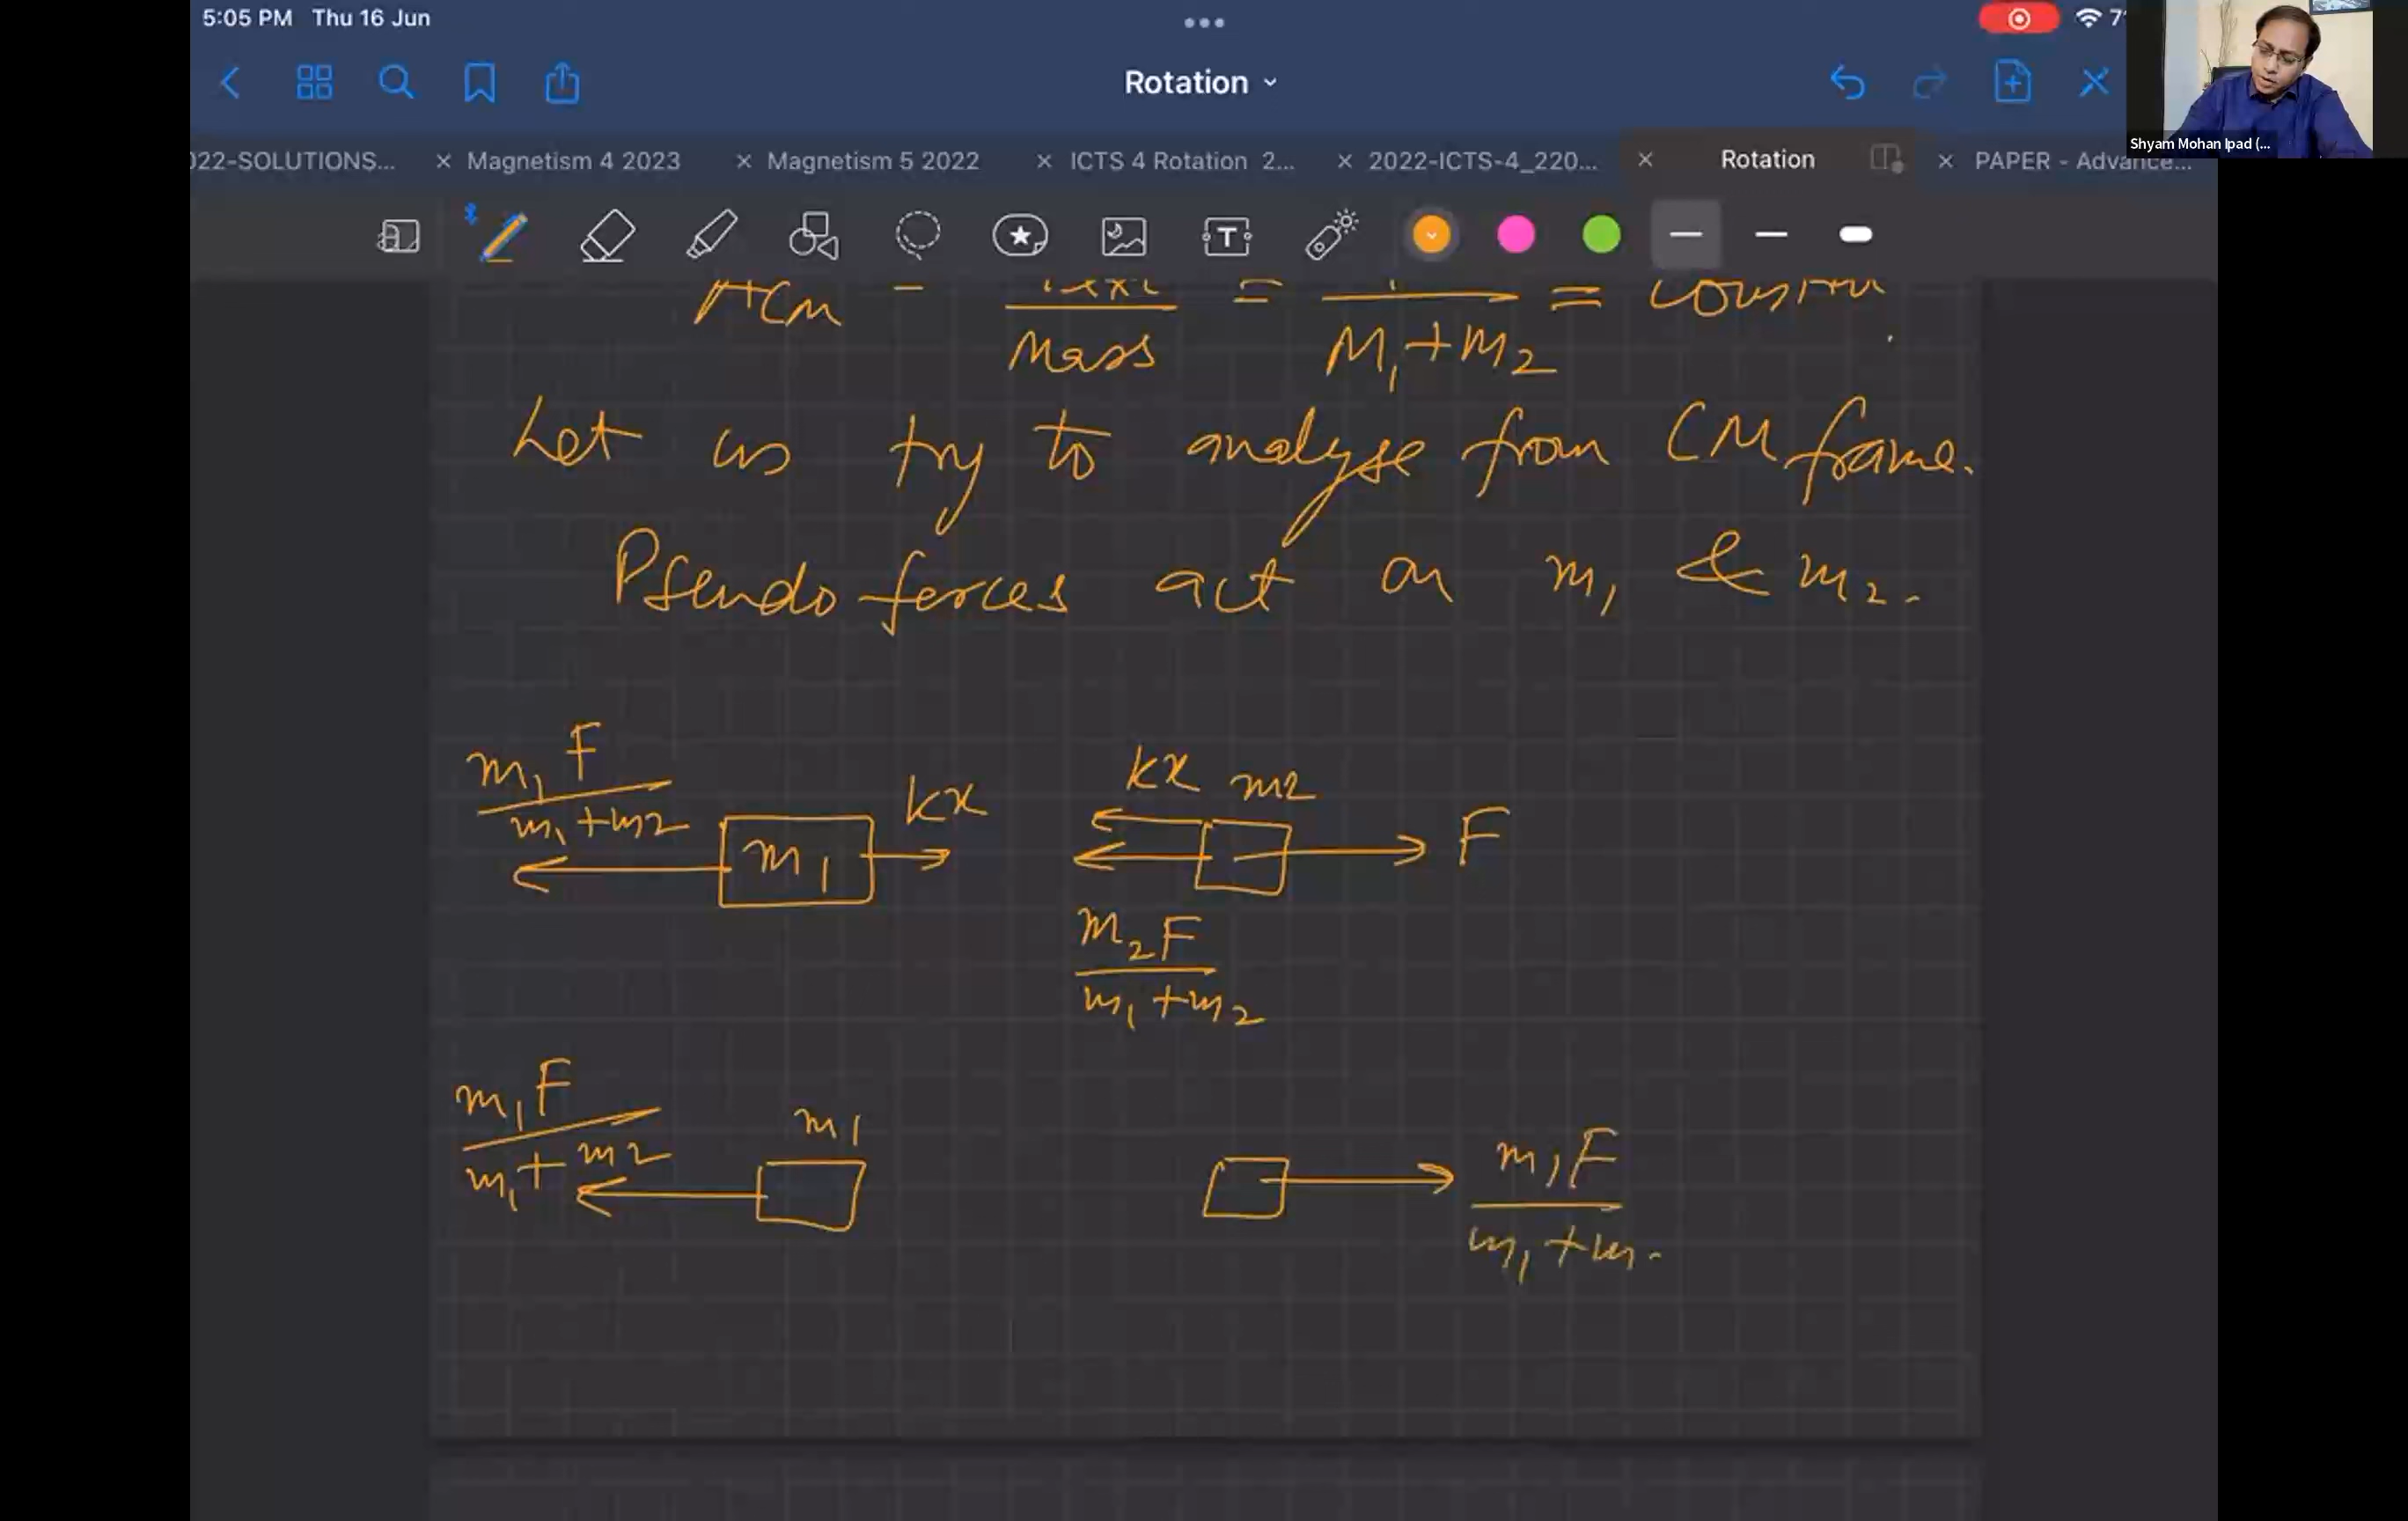 5:05 PM Thu 16 Jun
Rotation
022-SOLUTIONS... Magnetism 4 2023 Magnetism 5 2022 ICTS 4 Rotation 2... 2022-ICTS-4_220... Rotation PAPER - Advance...
Shyam Mohan Ipad (...
= =
Mass M₁+m₂
Let us try to analyse from CM frame.
Pseudo forces act on m₁ & m₂.
m₁F/m₁+m2 m₁ kx kx m2 F
m₂F/m₁+m₂
m₁F/m₁+m2 m₁ m₁F/m₁+m